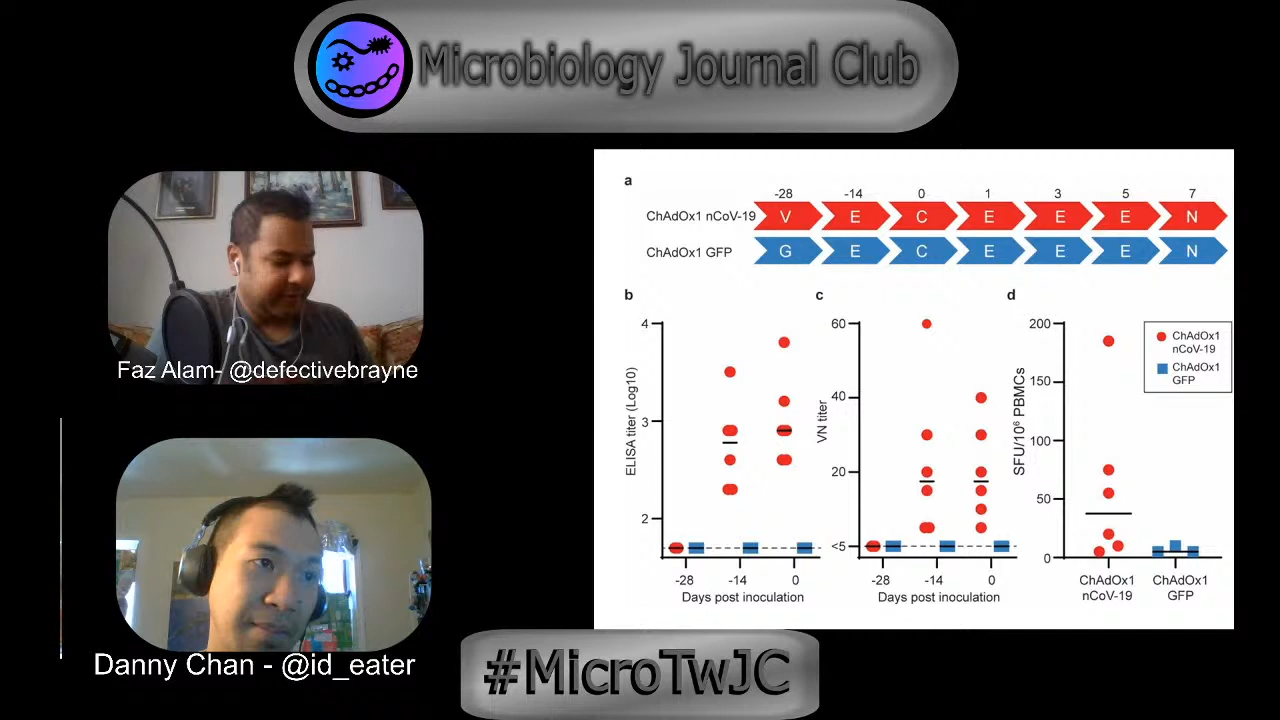 Microbiology Journal Club
Faz Alam- @defectivebrayne
Danny Chan - @id_eater
a
-28 -14 0 1 3 5 7
ChAdOx1 nCoV-19 V E C E E E N
ChAdOx1 GFP G E C E E E N
b
4
3
2
ELISA titer (Log10)
-28 -14 0
Days post inoculation
c
60
40
20
<5
VN titer
-28 -14 0
Days post inoculation
d
200
150
100
50
0
SFU/10⁶ PBMCs
ChAdOx1
nCoV-19
ChAdOx1
GFP
ChAdOx1
nCoV-19
ChAdOx1
GFP
#MicroTwJC